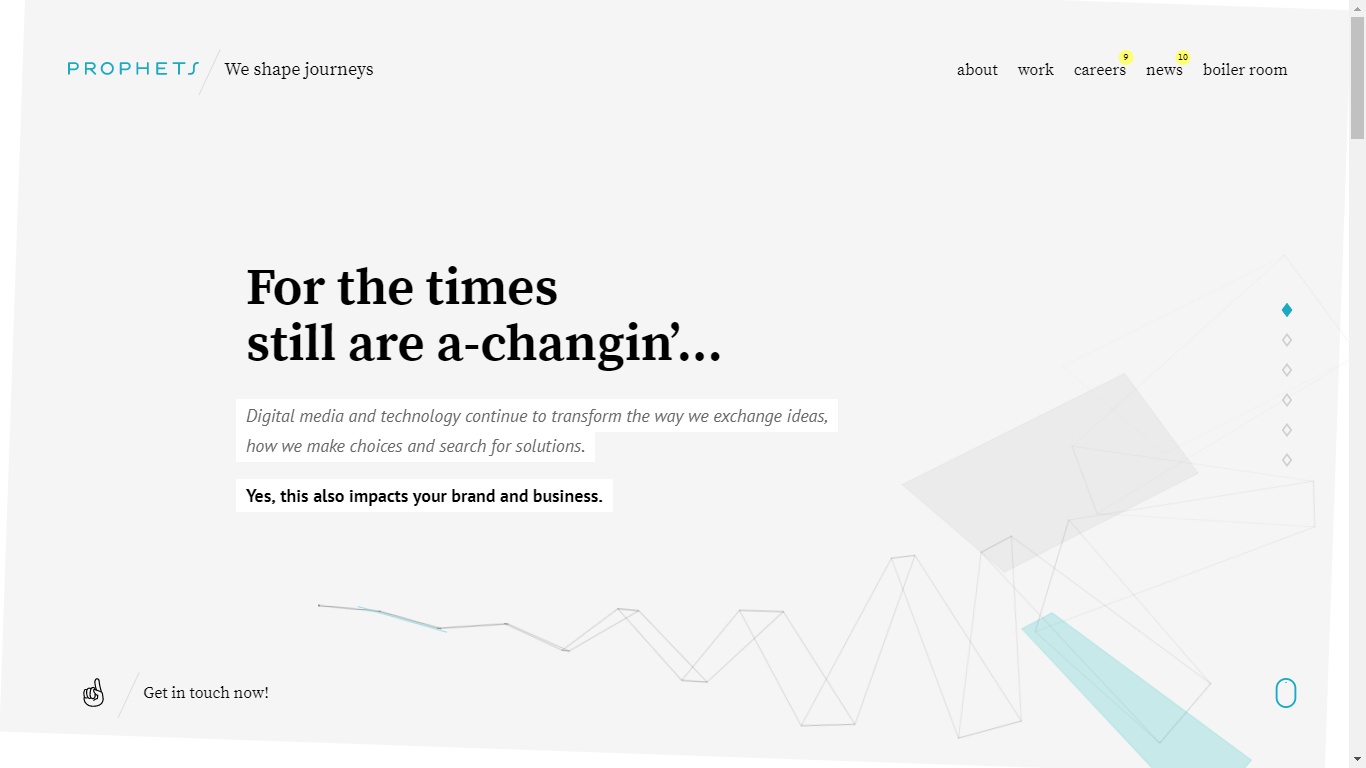 PROPHETS
We shape journeys
about work careers 9 news 10 boiler room
For the times
still are a-changin’...
Digital media and technology continue to transform the way we exchange ideas,
how we make choices and search for solutions.
Yes, this also impacts your brand and business.
Get in touch now!